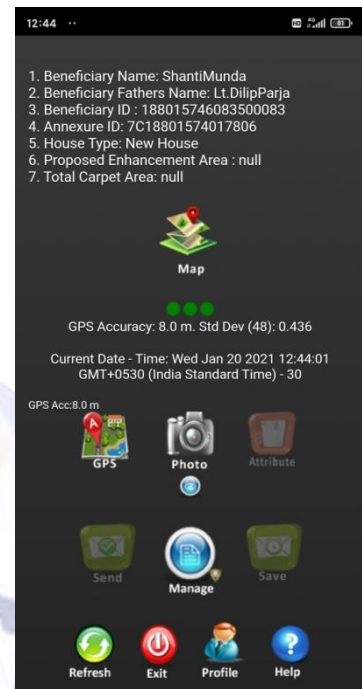 12:44 ··
HD 4G 81
1. Beneficiary Name: ShantiMunda
2. Beneficiary Fathers Name: Lt.DilipParja
3. Beneficiary ID : 188015746083500083
4. Annexure ID: 7C18801574017806
5. House Type: New House
6. Proposed Enhancement Area : null
7. Total Carpet Area: null
Map
GPS Accuracy: 8.0 m. Std Dev (48): 0.436
Current Date - Time: Wed Jan 20 2021 12:44:01
GMT+0530 (India Standard Time) - 30
GPS Acc:8.0 m
A
GPS Photo Attribute
Send Manage Save
Refresh Exit Profile Help